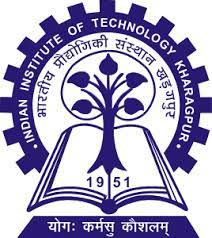 • INDIAN INSTITUTE OF TECHNOLOGY KHARAGPUR •
भारतीय प्रौद्योगिकी संस्थान खड़गपुर
1951
योगः कर्मसु कौशलम्